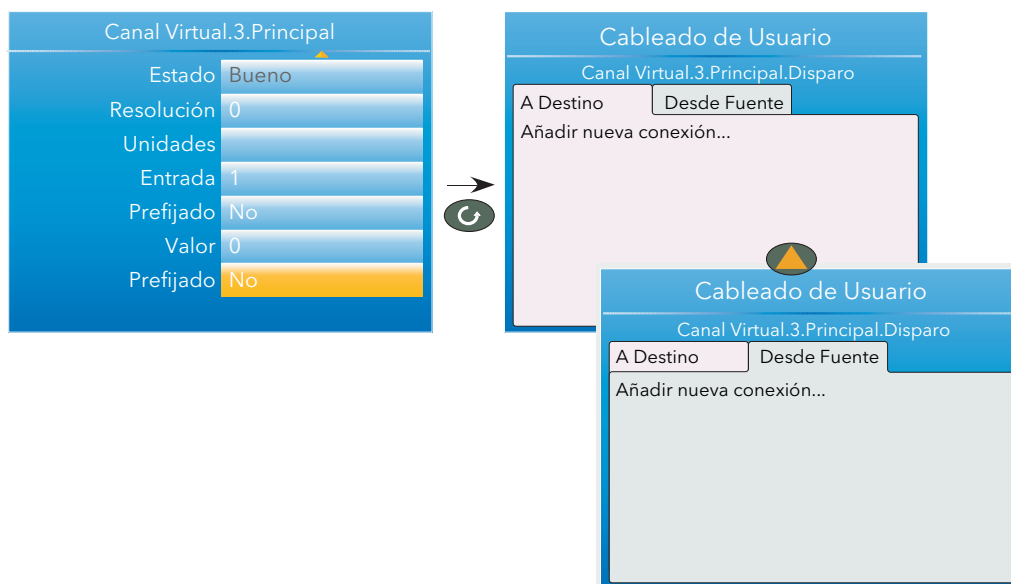 Canal Virtual.3.Principal
Estado Bueno
Resolución 0
Unidades
Entrada 1
Prefijado No
Valor 0
Prefijado No
Cableado de Usuario
Canal Virtual.3.Principal.Disparo
A Destino Desde Fuente
Añadir nueva conexión...
Cableado de Usuario
Canal Virtual.3.Principal.Disparo
A Destino Desde Fuente
Añadir nueva conexión...